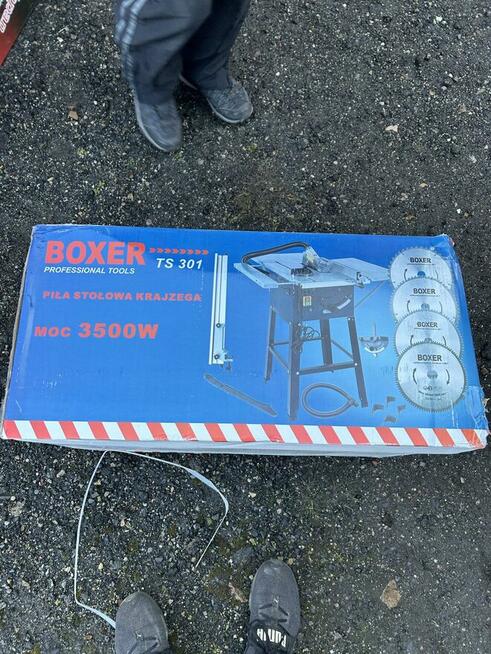 BOXER >>>>>>>>>>
PROFESSIONAL TOOLS TS 301
PIŁA STOŁOWA KRAJZEGA
MOC 3500W
BOXER
BOXER
BOXER
BOXER